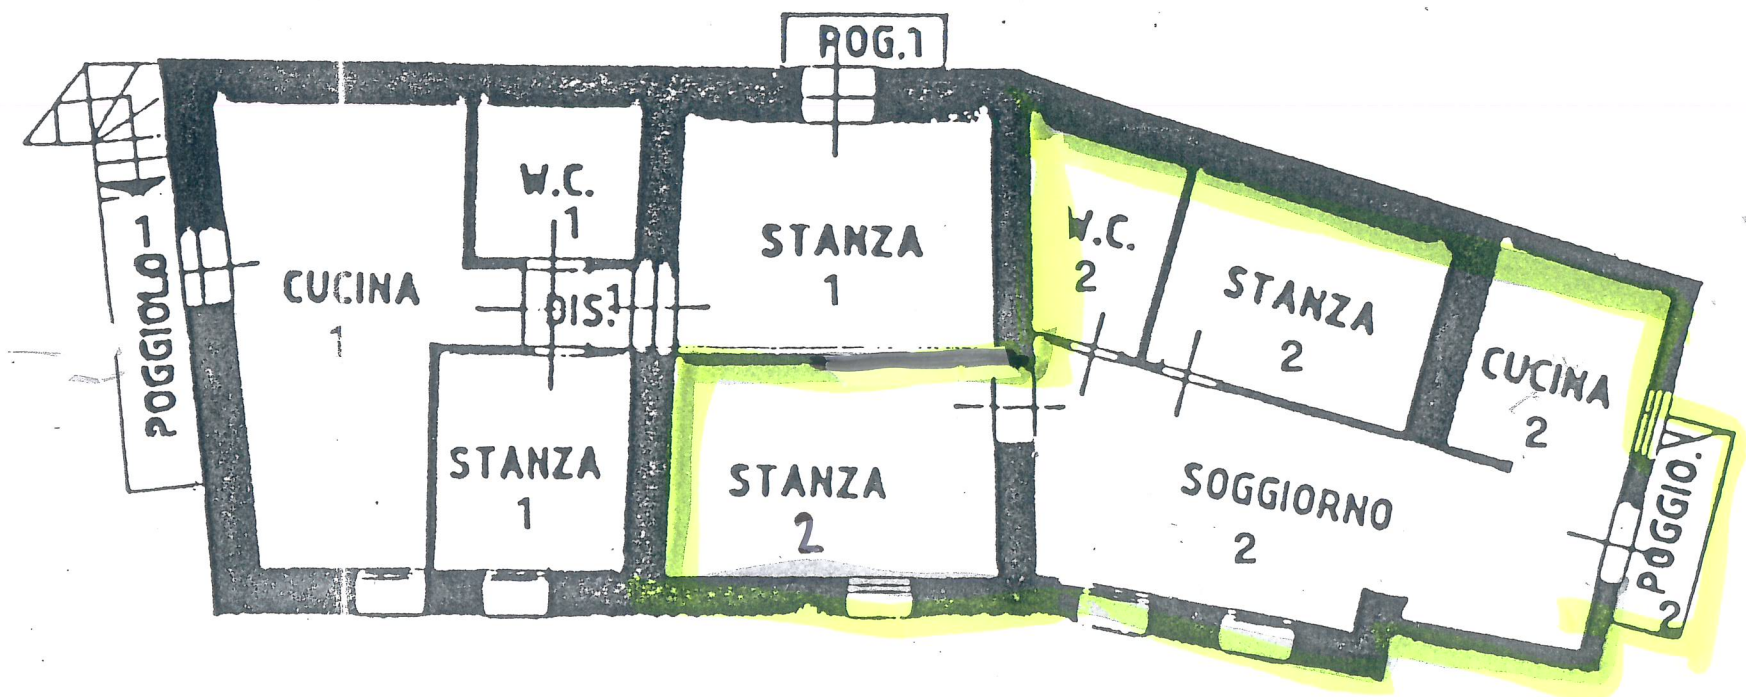 POG.1
POGGIOLO-1
CUCINA
1
W.C.
1
DIS.1
STANZA
1
STANZA
1
STANZA
2
W.C.
2
STANZA
2
CUCINA
2
SOGGIORNO
2
POGGIO.
2